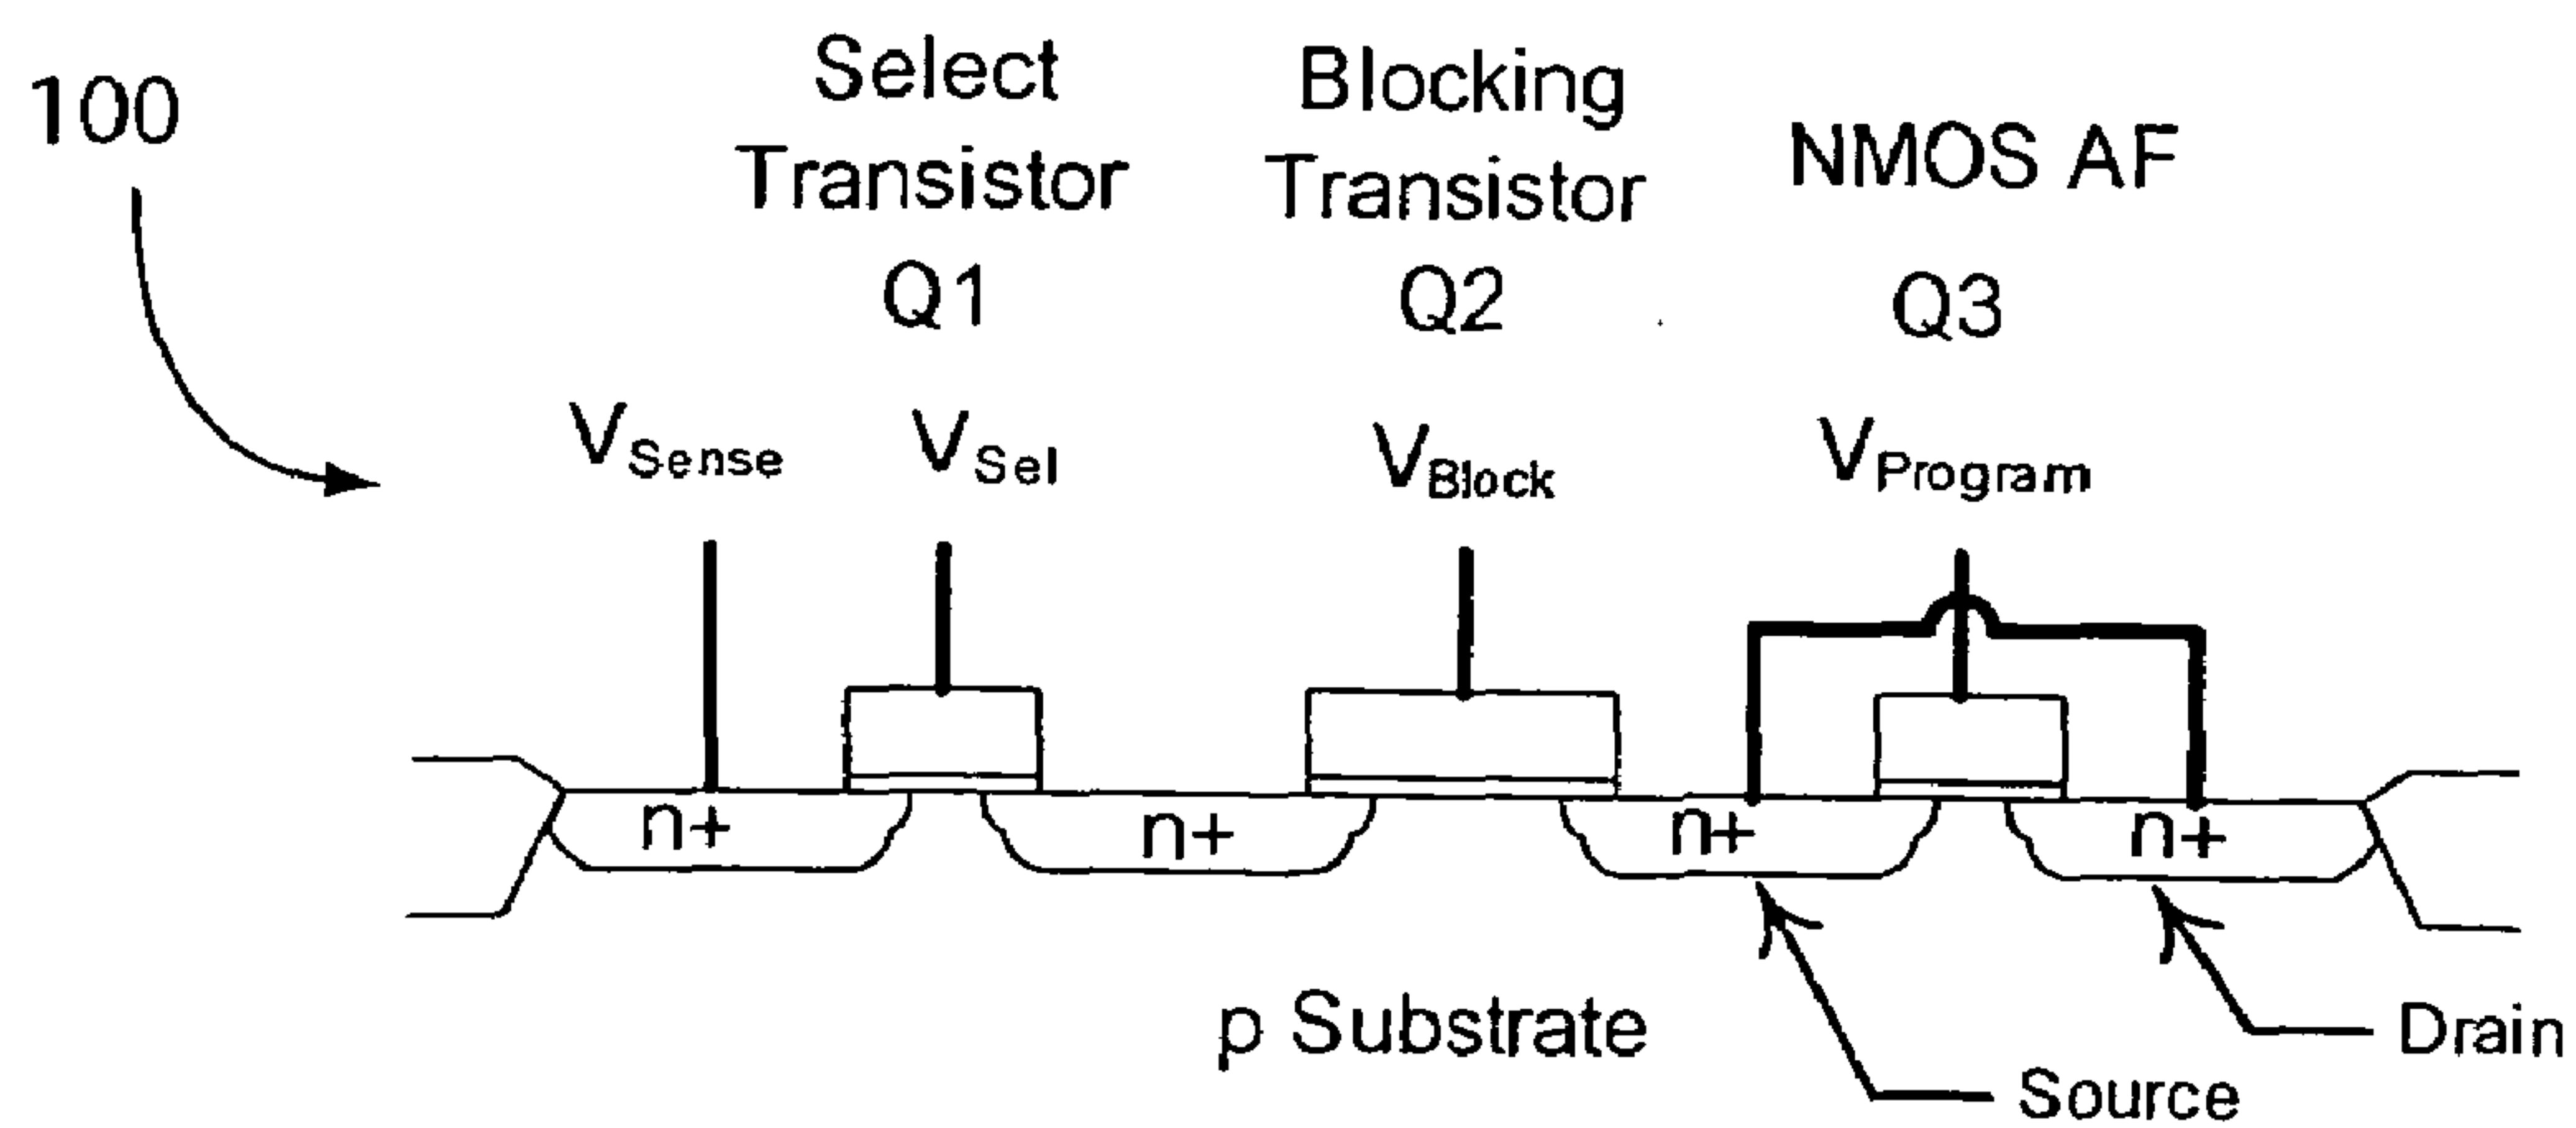 100
Select
Transistor
Q1
Blocking
Transistor
Q2
NMOS AF
Q3
VSense
VSel
VBlock
VProgram
n+
n+
n+
n+
p Substrate
Source
Drain